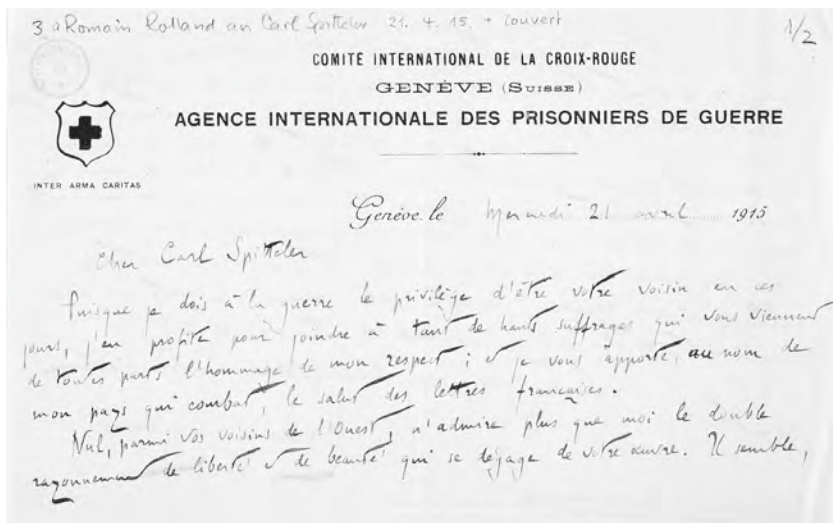 3 a Romain Rolland an Carl Spitteler 21. 4. 15. + Couvert
1/2
COMITÉ INTERNATIONAL DE LA CROIX-ROUGE
GENÈVE (SUISSE)
AGENCE INTERNATIONALE DES PRISONNIERS DE GUERRE
INTER ARMA CARITAS
Genève. le Mercredi 21 avril 1915
Cher Carl Spitteler
Puisque je dois à la guerre le privilège d'être votre voisin en ces
jours, j'en profite pour joindre à tant de hauts suffrages qui vous viennent
de toutes parts l'hommage de mon respect ; et je vous apporte, au nom de
mon pays qui combat, le salut des lettres françaises.
Nul, parmi vos voisins de l'Ouest, n'admire plus que moi le double
rayonnement de liberté et de beauté qui se dégage de votre œuvre. Il semble,